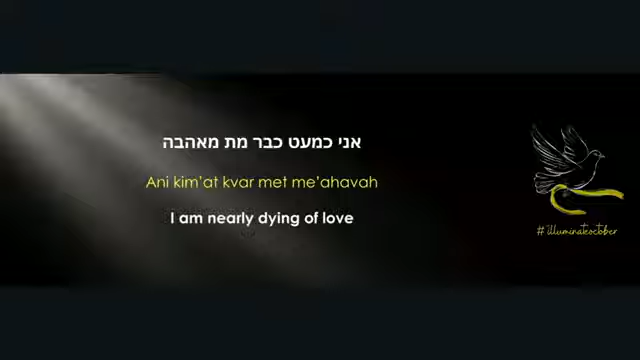 אני כמעט כבר מת מאהבה
Ani kim'at kvar met me'ahavah
I am nearly dying of love
#illuminateoctober